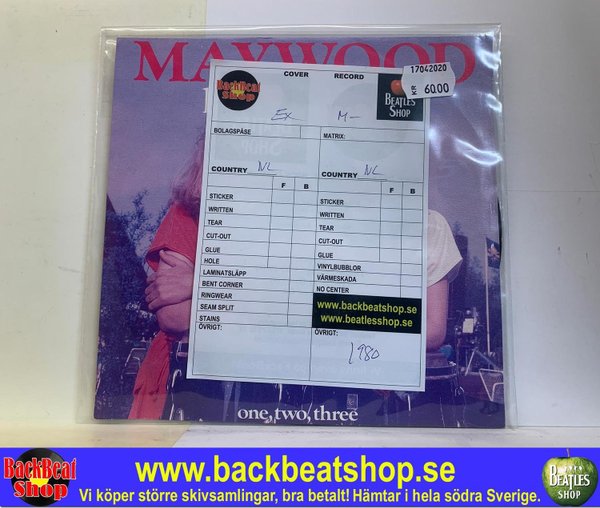 MAYWOOD
COVER
RECORD
BackBeat
Shop
BEATLES
SHOP
17042020
KR 60.00
EX
M-
BOLAGSPÅSE
MATRIX:
COUNTRY NL
COUNTRY NL
F B
F B
STICKER
WRITTEN
TEAR
CUT-OUT
GLUE
HOLE
LAMINATSLÄPP
BENT CORNER
RINGWEAR
SEAM SPLIT
STAINS
ÖVRIGT:
STICKER
WRITTEN
TEAR
CUT-OUT
GLUE
VINYLBUBBLOR
VÄRMESKADA
NO CENTER
www.backbeatshop.se
www.beatlesshop.se
ÖVRIGT:
1980
one, two, three
BackBeat
Shop
www.backbeatshop.se
Vi köper större skivsamlingar, bra betalt! Hämtar i hela södra Sverige.
BEATLES
SHOP